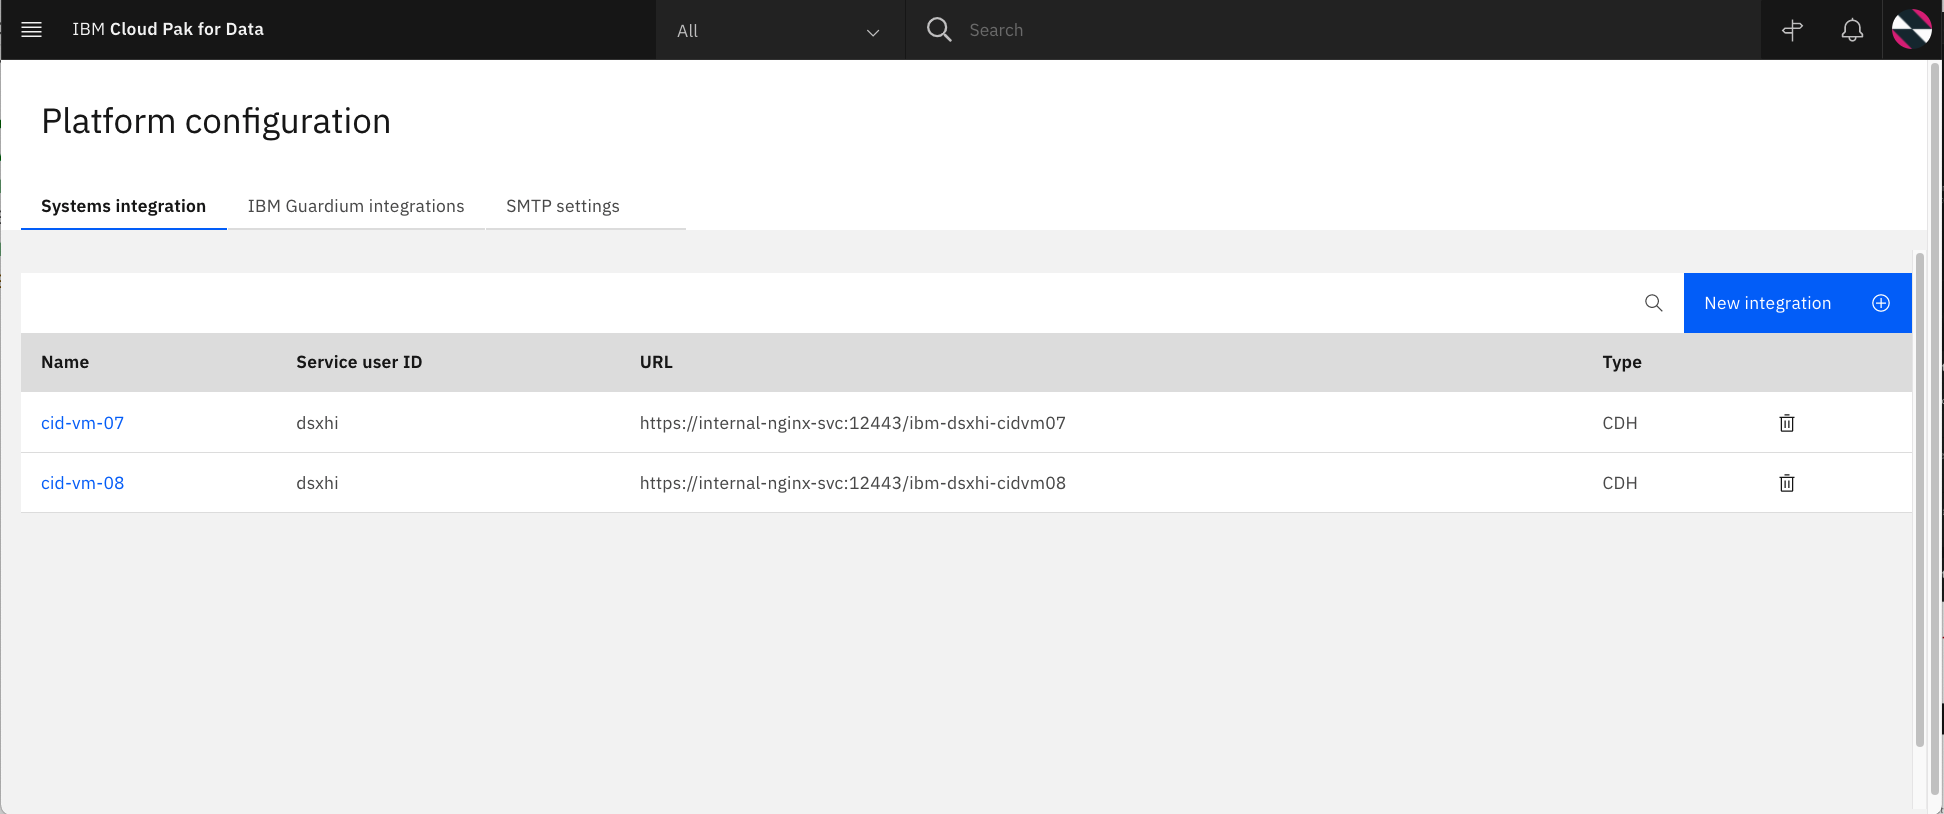 IBM Cloud Pak for Data
All
Search
Platform configuration
Systems integration
IBM Guardium integrations
SMTP settings
New integration
Name Service user ID URL Type
cid-vm-07 dsxhi https://internal-nginx-svc:12443/ibm-dsxhi-cidvm07 CDH
cid-vm-08 dsxhi https://internal-nginx-svc:12443/ibm-dsxhi-cidvm08 CDH